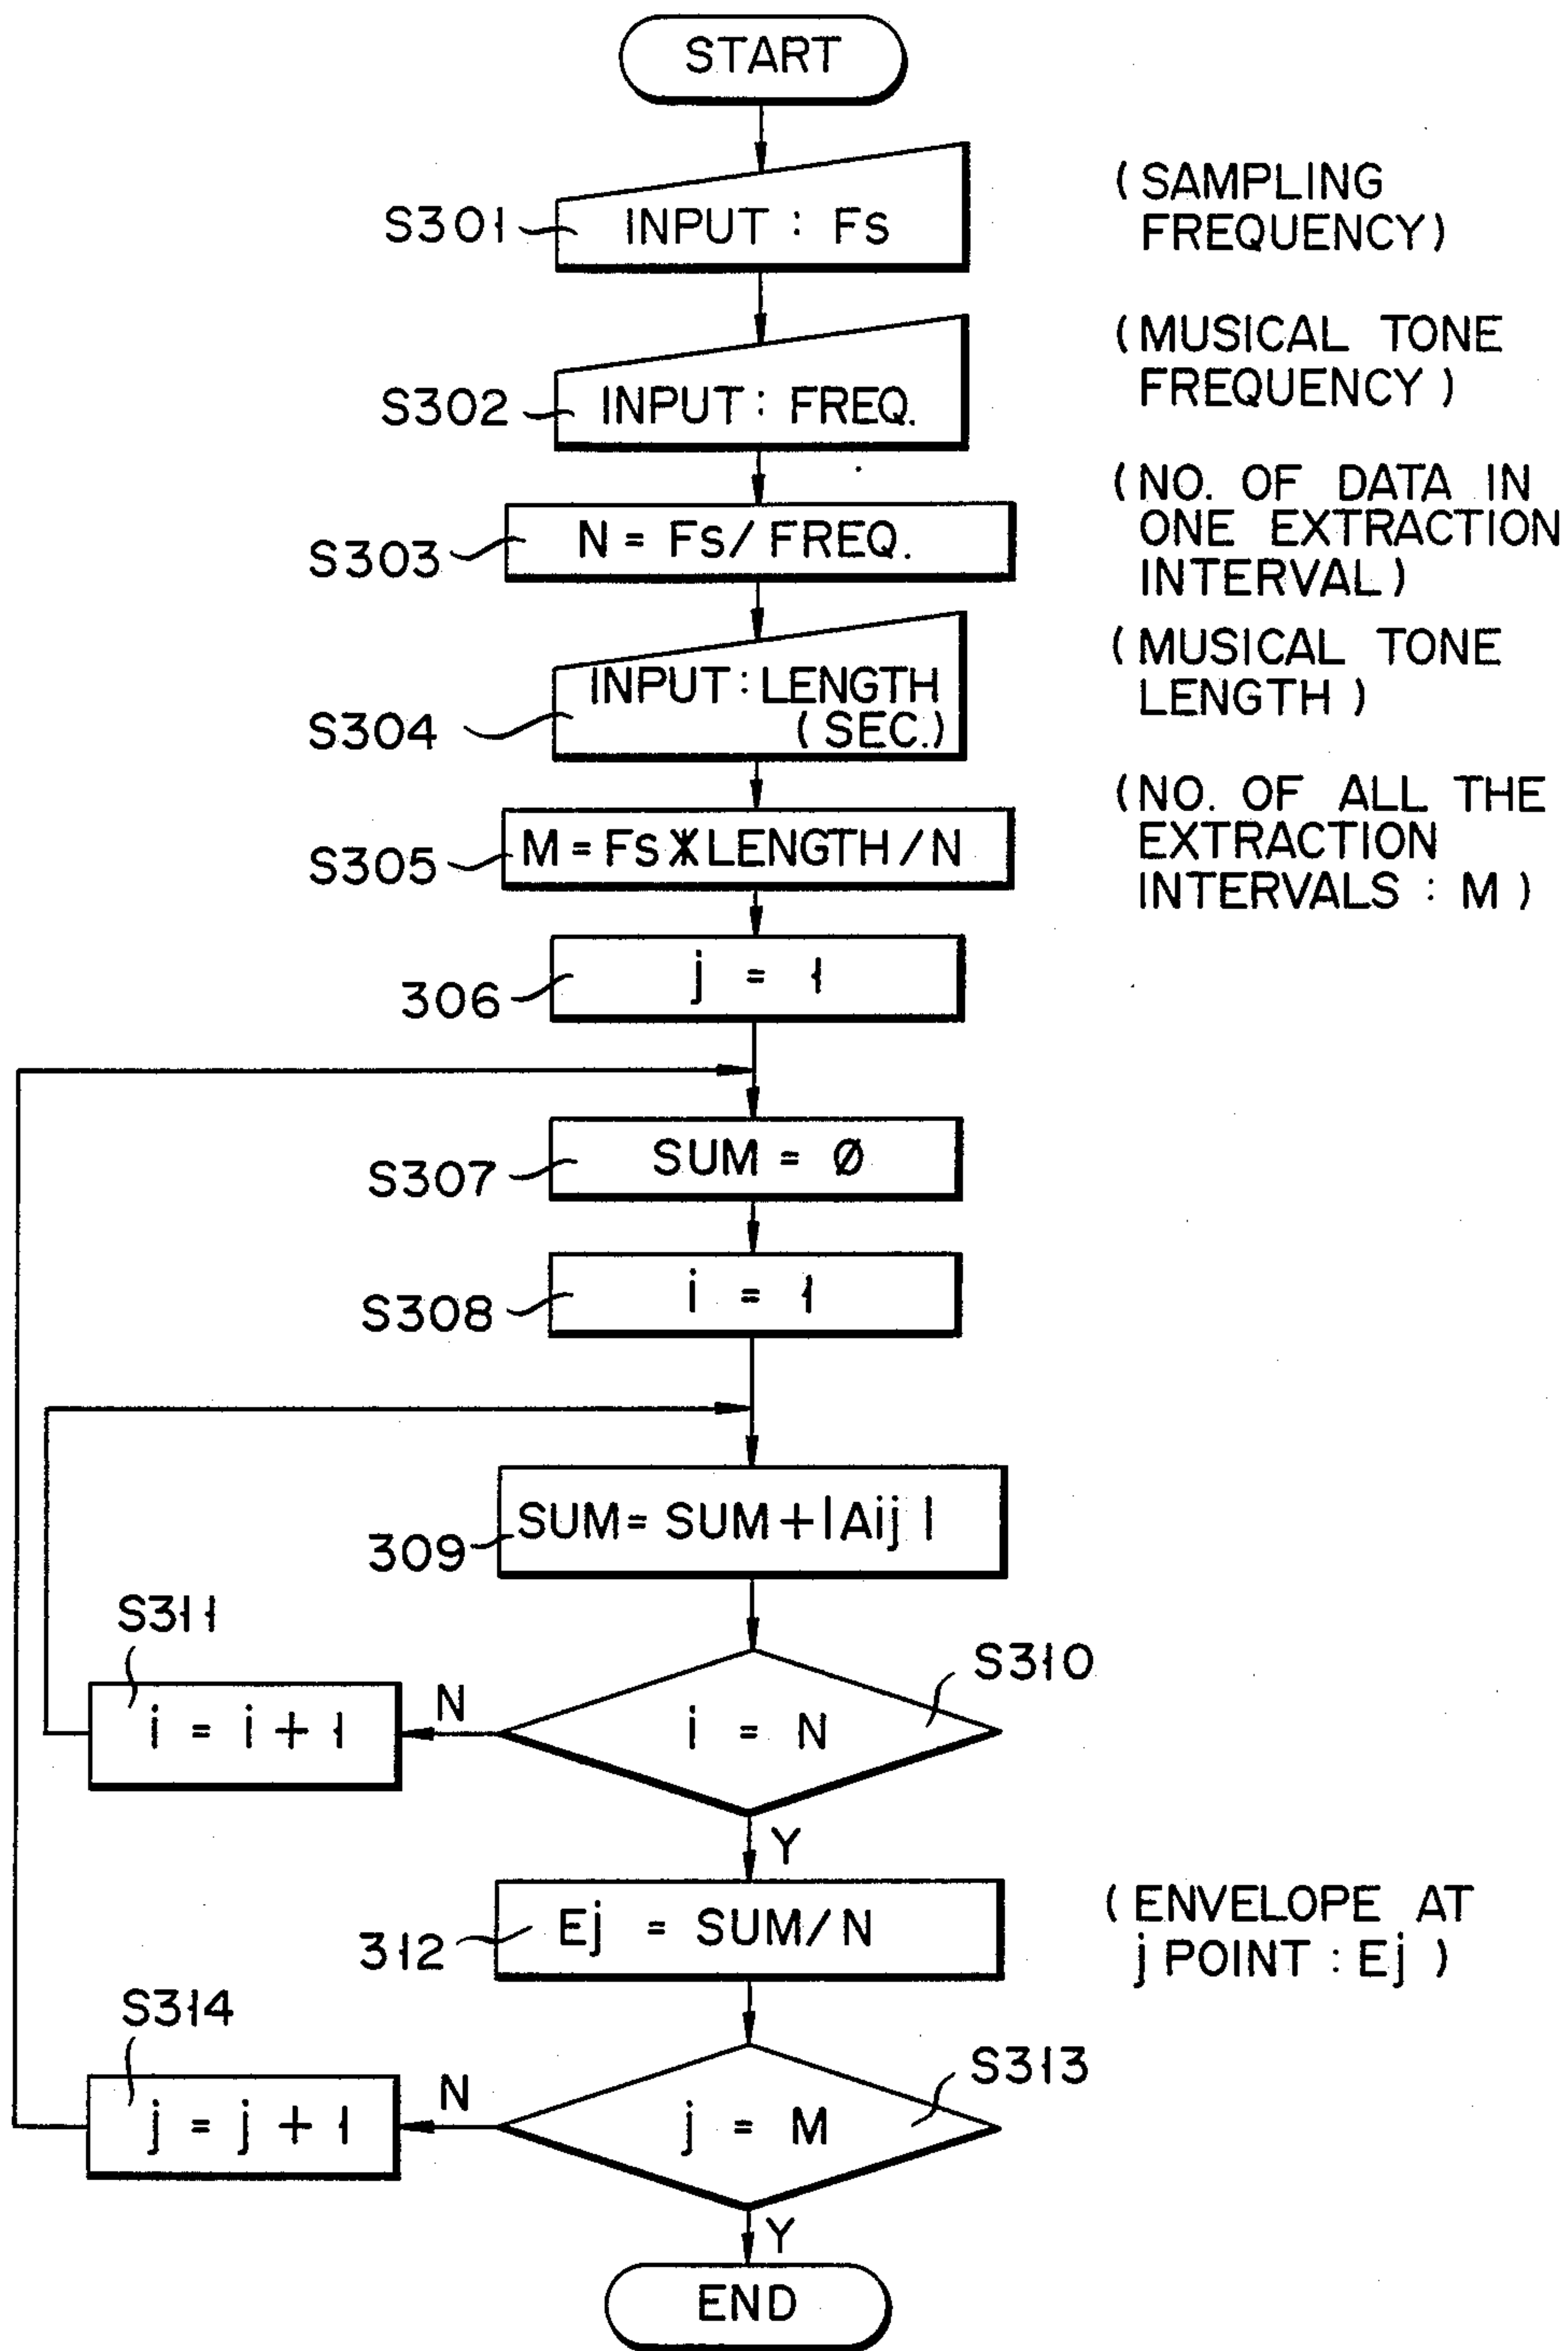 START
S301
INPUT : Fs
(SAMPLING
FREQUENCY)
S302
INPUT : FREQ.
(MUSICAL TONE
FREQUENCY)
S303
N = Fs / FREQ.
(NO. OF DATA IN
ONE EXTRACTION
INTERVAL)
S304
INPUT : LENGTH
(SEC.)
(MUSICAL TONE
LENGTH)
S305
M = Fs * LENGTH / N
(NO. OF ALL THE
EXTRACTION
INTERVALS : M)
306
j = 1
S307
SUM = Ø
S308
i = 1
309
SUM = SUM + |Aij|
S311
i = i + 1
N
S310
i = N
Y
312
Ej = SUM/N
(ENVELOPE AT
j POINT : Ej)
S314
j = j + 1
N
S313
j = M
Y
END